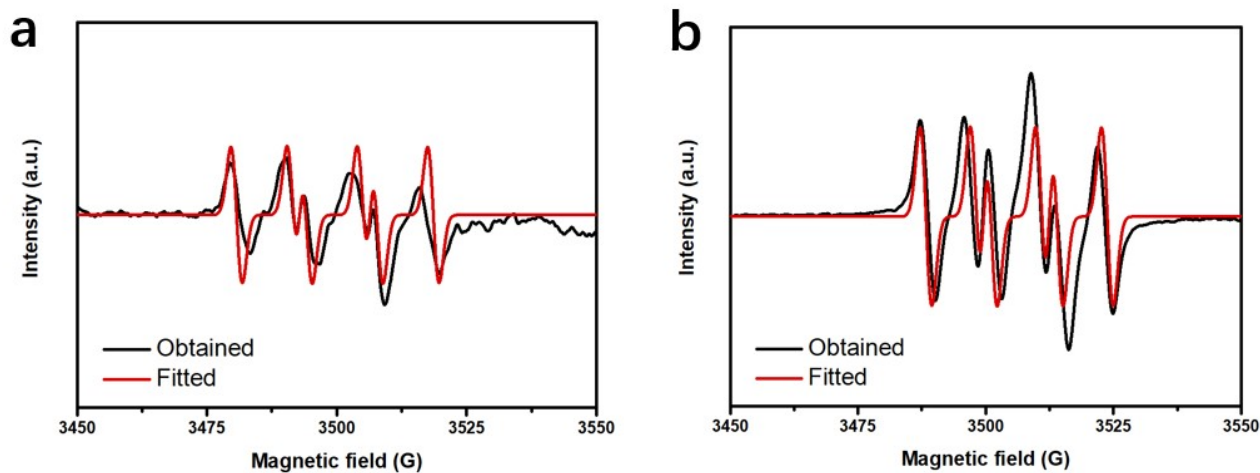 a
Intensity (a.u.)
Obtained
Fitted
3450 3475 3500 3525 3550
Magnetic field (G)
b
Intensity (a.u.)
Obtained
Fitted
3450 3475 3500 3525 3550
Magnetic field (G)